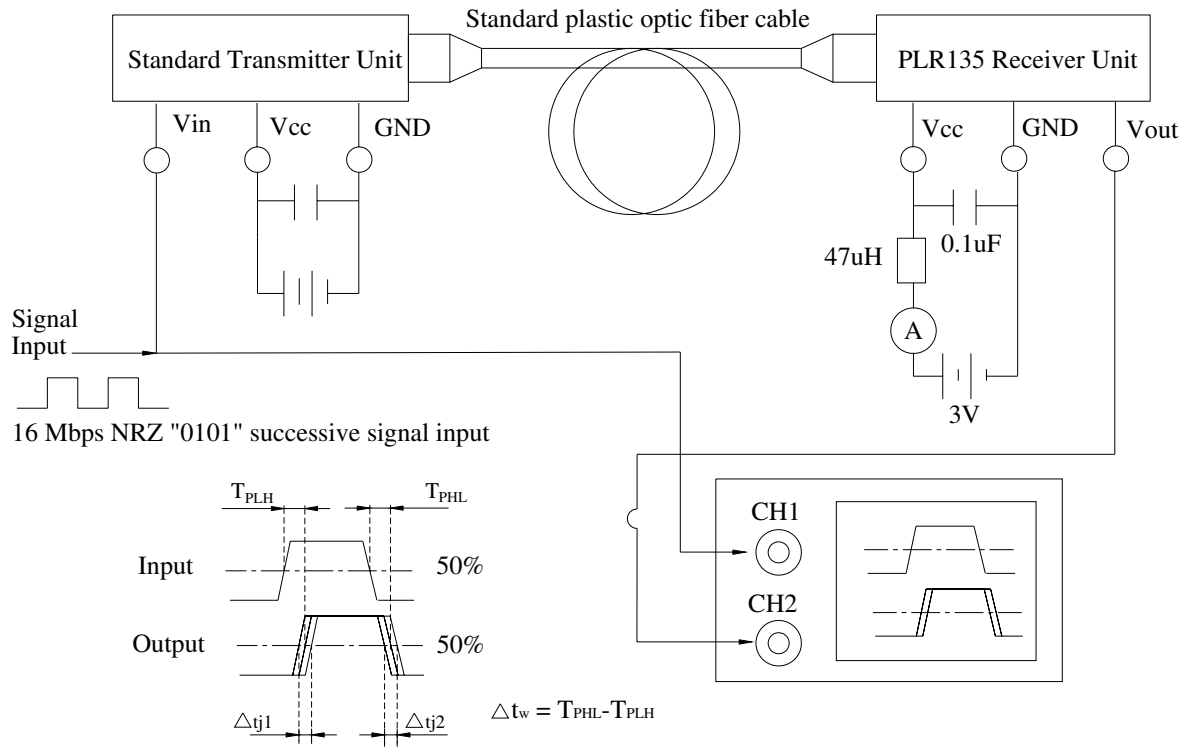 Standard plastic optic fiber cable
Standard Transmitter Unit
PLR135 Receiver Unit
Vin
Vcc
GND
Vcc
GND
Vout
0.1uF
47uH
A
3V
Signal
Input
16 Mbps NRZ "0101" successive signal input
TPLH
TPHL
Input
50%
Output
50%
△tj1
△tj2
△tw = TPHL-TPLH
CH1
CH2